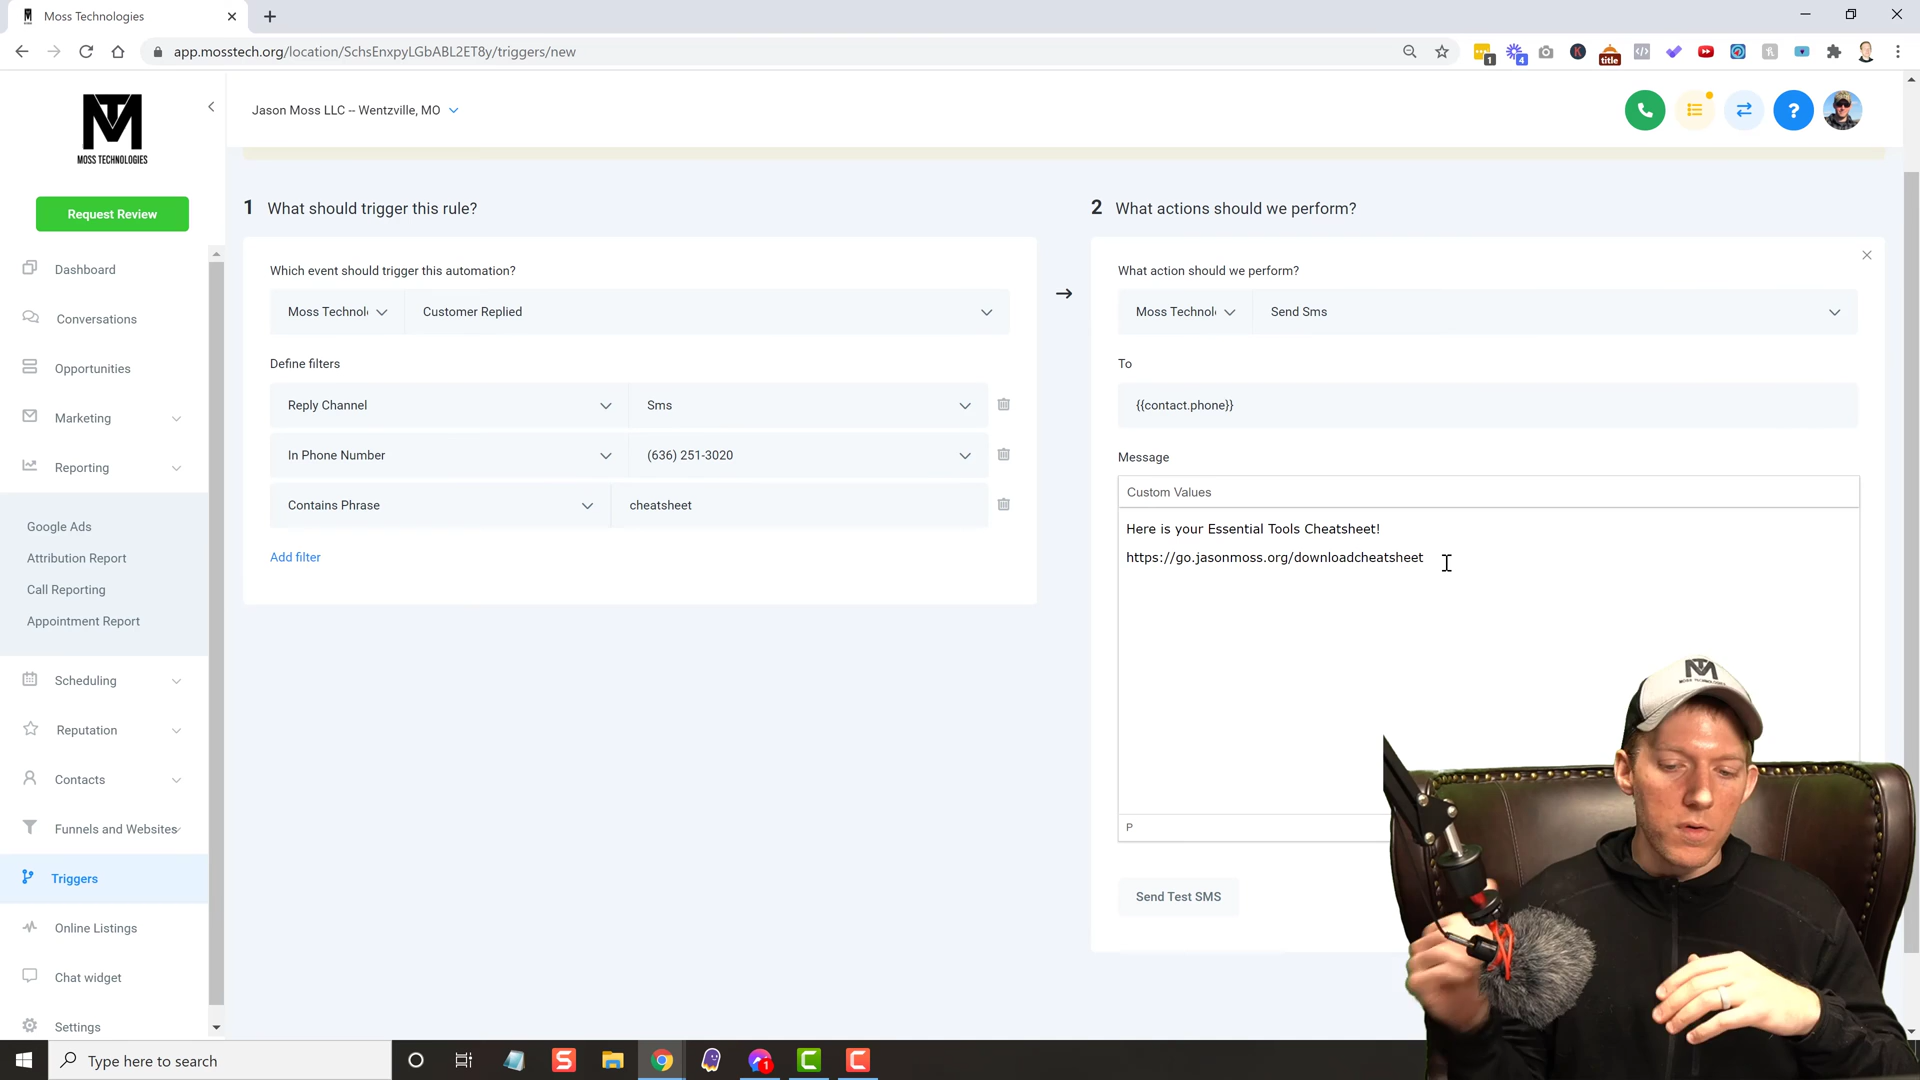 Moss Technologies
app.mosstech.org/location/SchsEnxpyLGbABL2ET8y/triggers/new
1
4
title
MOSS TECHNOLOGIES
Jason Moss LLC -- Wentzville, MO
?
Request Review
Dashboard
Conversations
Opportunities
Marketing
Reporting
Google Ads
Attribution Report
Call Reporting
Appointment Report
Scheduling
Reputation
Contacts
Funnels and Websites
Triggers
Online Listings
Chat widget
Settings
1 What should trigger this rule?
Which event should trigger this automation?
Moss Technol
Customer Replied
Define filters
Reply Channel
Sms
In Phone Number
(636) 251-3020
Contains Phrase
cheatsheet
Add filter
2 What actions should we perform?
What action should we perform?
Moss Technol
Send Sms
To
{{contact.phone}}
Message
Custom Values
Here is your Essential Tools Cheatsheet!
https://go.jasonmoss.org/downloadcheatsheet
P
Send Test SMS
Type here to search
1